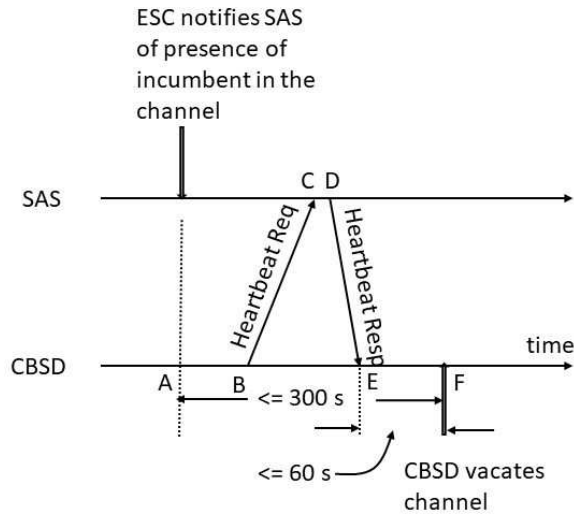 ESC notifies SAS
of presence of
incumbent in the
channel
C D
SAS
Heartbeat Req
Heartbeat Resp
time
CBSD
A
B
E
F
<= 300 s
<= 60 s
CBSD vacates
channel